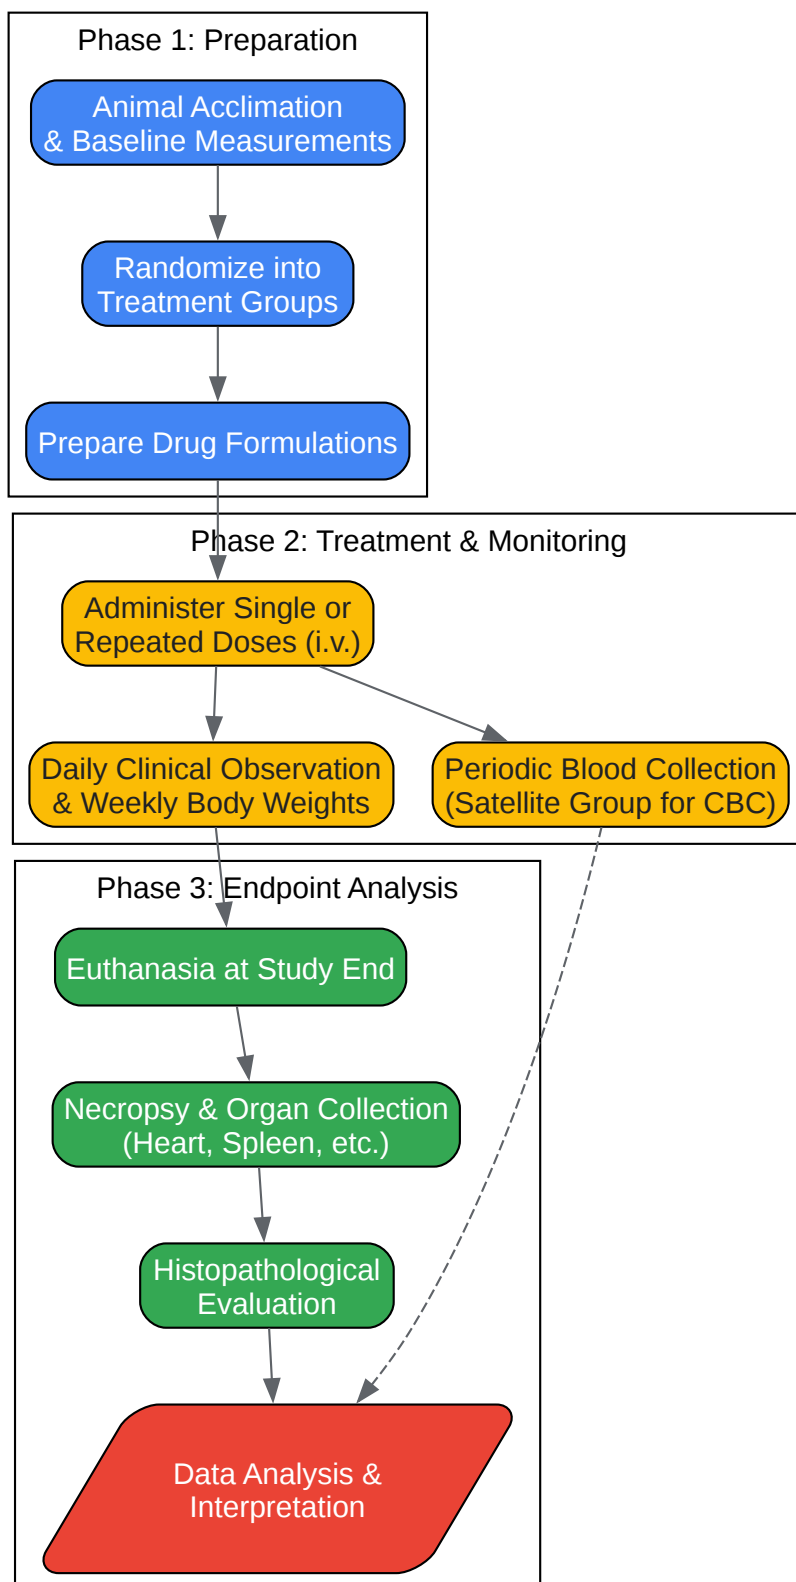 Phase 1: Preparation
Animal Acclimation
& Baseline Measurements
Randomize into
Treatment Groups
Prepare Drug Formulations
Phase 2: Treatment & Monitoring
Administer Single or
Repeated Doses (i.v.)
Daily Clinical Observation
& Weekly Body Weights
Periodic Blood Collection
(Satellite Group for CBC)
Phase 3: Endpoint Analysis
Euthanasia at Study End
Necropsy & Organ Collection
(Heart, Spleen, etc.)
Histopathological
Evaluation
Data Analysis &
Interpretation